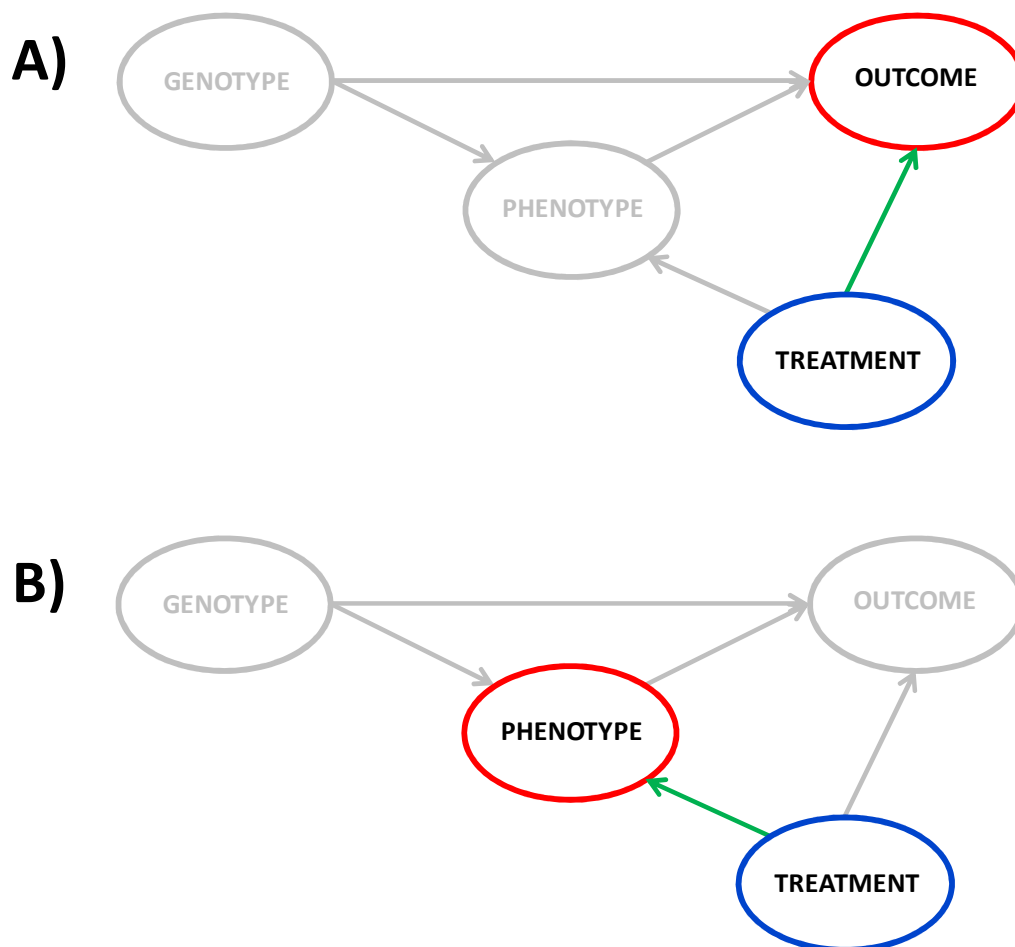 A)
GENOTYPE
OUTCOME
PHENOTYPE
TREATMENT
B)
GENOTYPE
OUTCOME
PHENOTYPE
TREATMENT